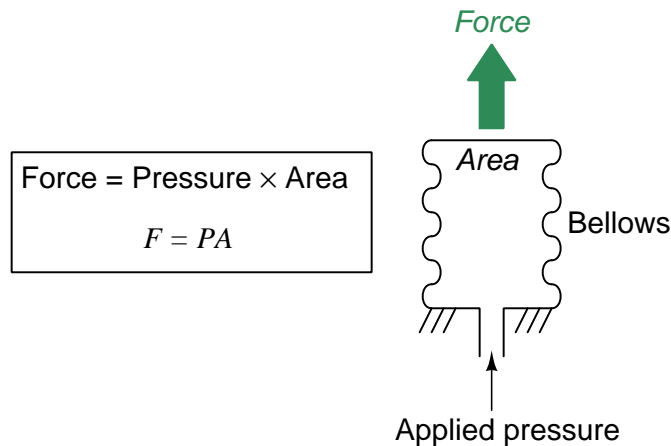 Force
Force = Pressure × Area
F = PA
Area
Bellows
Applied pressure